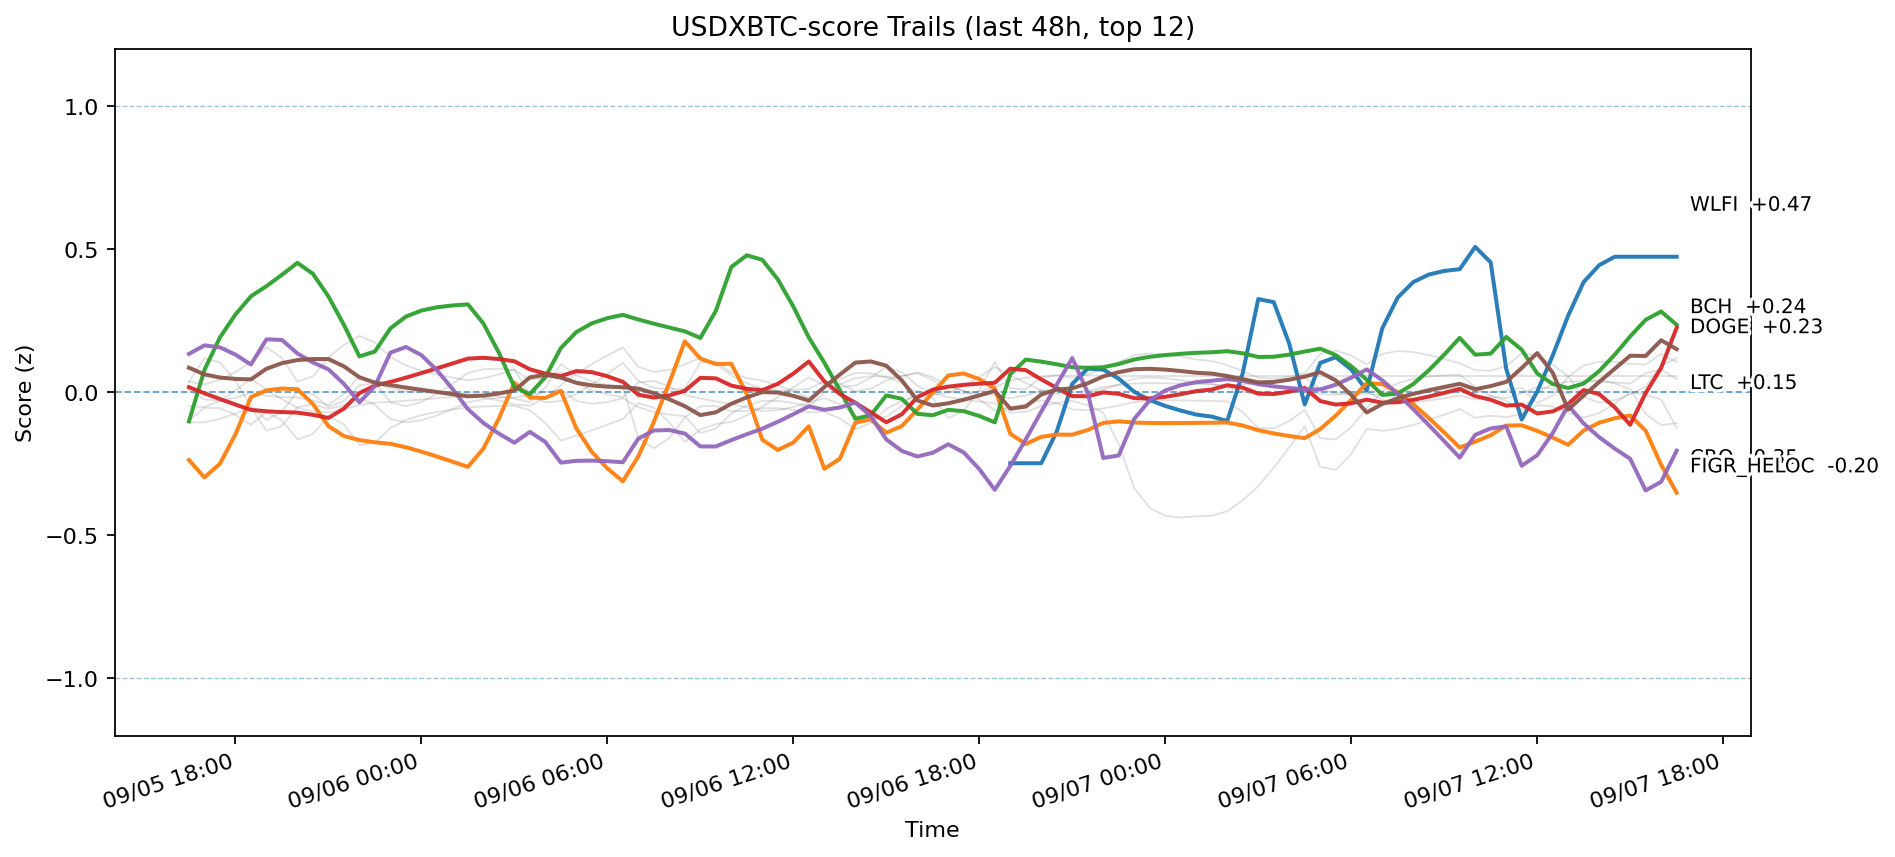 USDXBTC-score Trails (last 48h, top 12)
Score (z)
1.0
0.5
0.0
−0.5
−1.0
WLFI +0.47
BCH +0.24
DOGE +0.23
LTC +0.15
FIGR_HELOC -0.20
09/05 18:00
09/06 00:00
09/06 06:00
09/06 12:00
09/06 18:00
09/07 00:00
09/07 06:00
09/07 12:00
09/07 18:00
Time